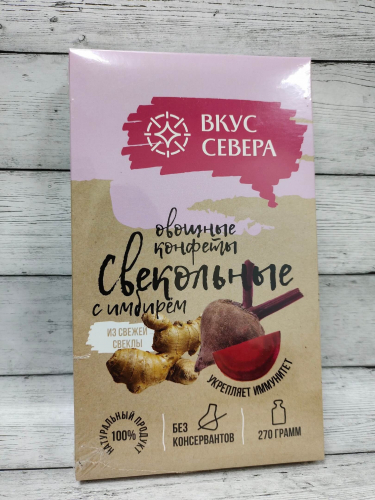 ВКУС
СЕВЕРА
овощные
конфеты
Свекольные
с имбирём
ИЗ СВЕЖЕЙ
СВЕКЛЫ
УКРЕПЛЯЕТ ИММУНИТЕТ
НАТУРАЛЬНЫЙ ПРОДУКТ
100%
БЕЗ
КОНСЕРВАНТОВ
270 ГРАММ